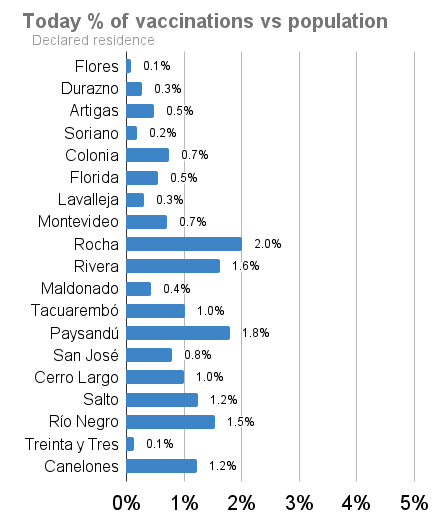 Today % of vaccinations vs population
Declared residence
Flores 0.1%
Durazno 0.3%
Artigas 0.5%
Soriano 0.2%
Colonia 0.7%
Florida 0.5%
Lavalleja 0.3%
Montevideo 0.7%
Rocha 2.0%
Rivera 1.6%
Maldonado 0.4%
Tacuarembó 1.0%
Paysandú 1.8%
San José 0.8%
Cerro Largo 1.0%
Salto 1.2%
Río Negro 1.5%
Treinta y Tres 0.1%
Canelones 1.2%
0% 1% 2% 3% 4% 5%